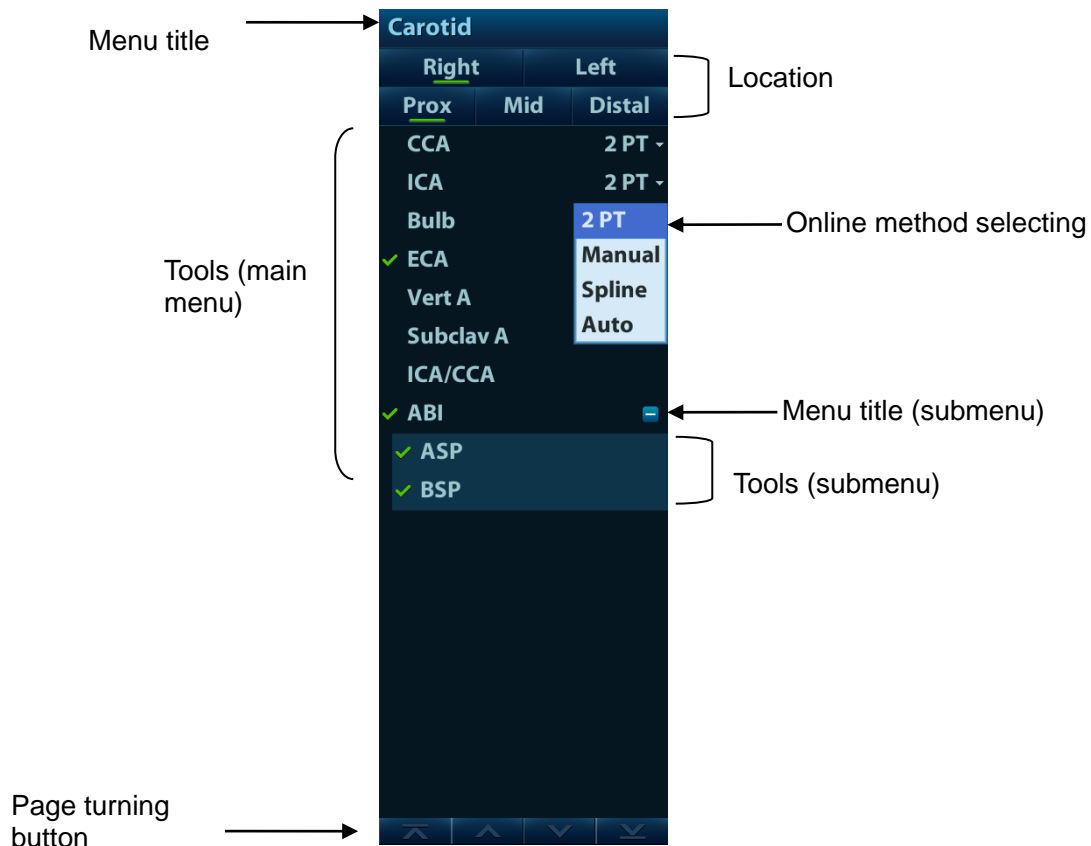 Menu title
Carotid
Right Left
Location
Prox Mid Distal
CCA 2 PT
ICA 2 PT
Bulb 2 PT
Online method selecting
Manual
ECA
Tools (main
menu)
Spline
Vert A
Auto
Subclav A
ICA/CCA
ABI
Menu title (submenu)
ASP
Tools (submenu)
BSP
Page turning
button